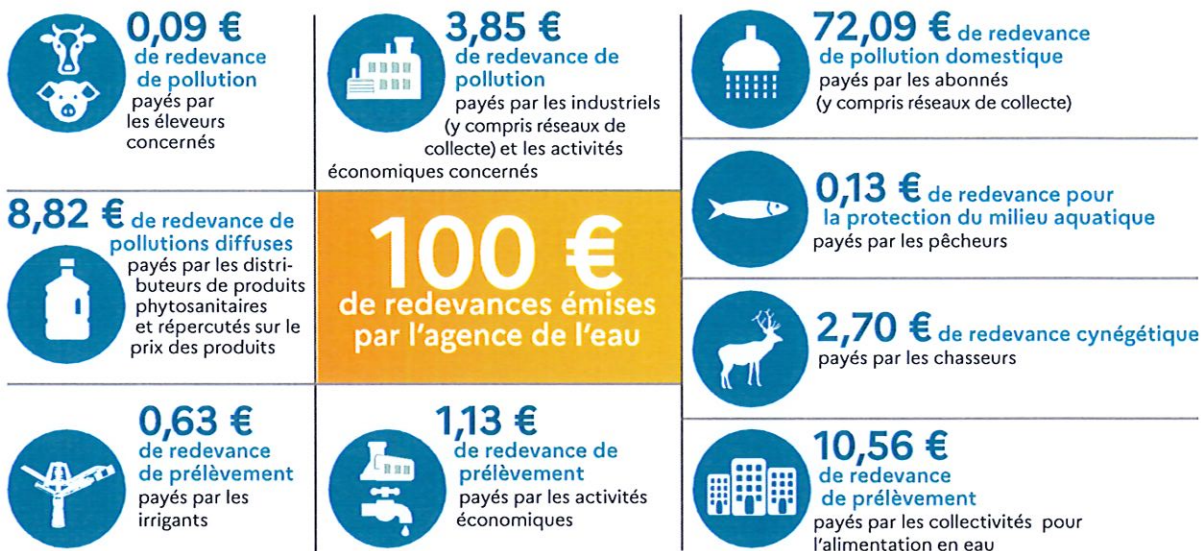 0,09 €
de redevance
de pollution
payés par
les éleveurs
concernés
3,85 €
de redevance de
pollution
payés par les industriels
(y compris réseaux de
collecte) et les activités
économiques concernés
72,09 € de redevance
de pollution domestique
payés par les abonnés
(y compris réseaux de collecte)
8,82 € de redevance de
pollutions diffuses
payés par les distri-
buteurs de produits
phytosanitaires
et répercutés sur le
prix des produits
100 €
de redevances émises
par l'agence de l'eau
0,13 € de redevance pour
la protection du milieu aquatique
payés par les pêcheurs
2,70 € de redevance cynégétique
payés par les chasseurs
0,63 €
de redevance
de prélèvement
payés par les
irrigants
1,13 €
de redevance de
prélèvement
payés par les activités
économiques
10,56 €
de redevance
de prélèvement
payés par les collectivités pour
l'alimentation en eau